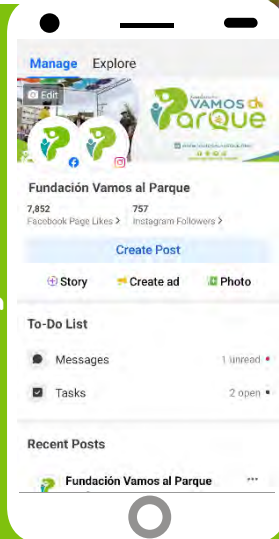 Manage Explore
Edit
VAMOS al
Parque
Fundación Vamos al Parque
7,852 757
Facebook Page Likes > Instagram Followers >
Create Post
Story Create ad Photo
To-Do List
Messages 1 unread
Tasks 2 open
Recent Posts
Fundación Vamos al Parque